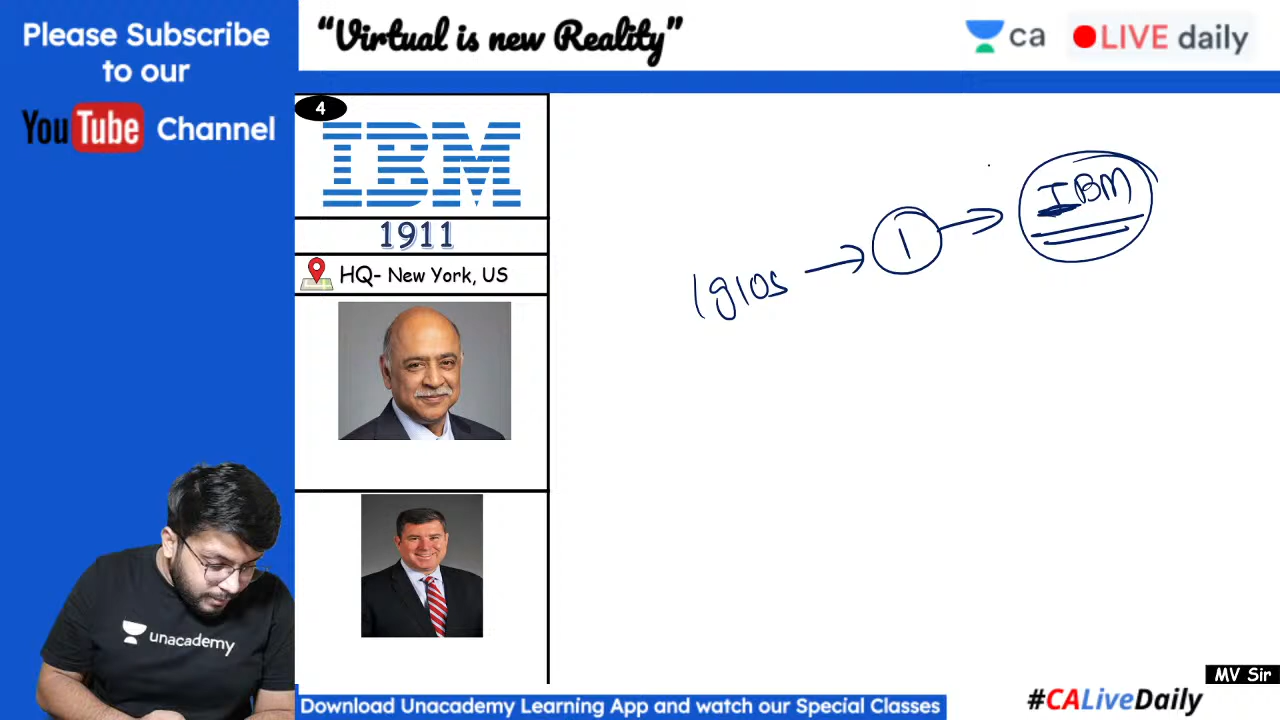 Please Subscribe
to our
YouTube Channel
"Virtual is new Reality"
ca
LIVE daily
4
IBM
1911
HQ- New York, US
1910s → 1 → IBM
unacademy
MV Sir
Download Unacademy Learning App and watch our Special Classes
#CALiveDaily